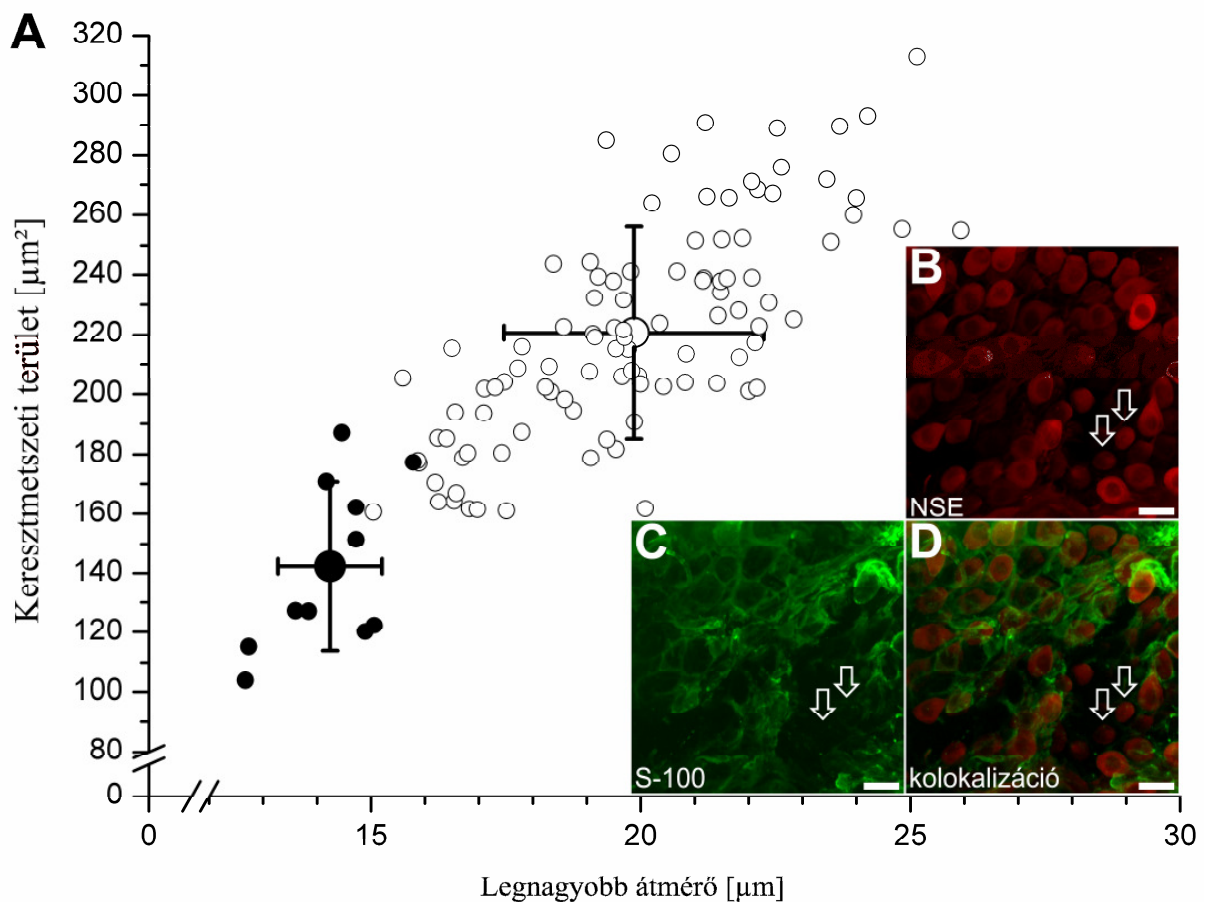 A
320
300
280
260
240
220
200
180
160
140
120
100
80
0
Keresztmetszeti terület [µm²]
B
NSE
C
S-100
D
kolokalizáció
0 15 20 25 30
Legnagyobb átmérő [µm]